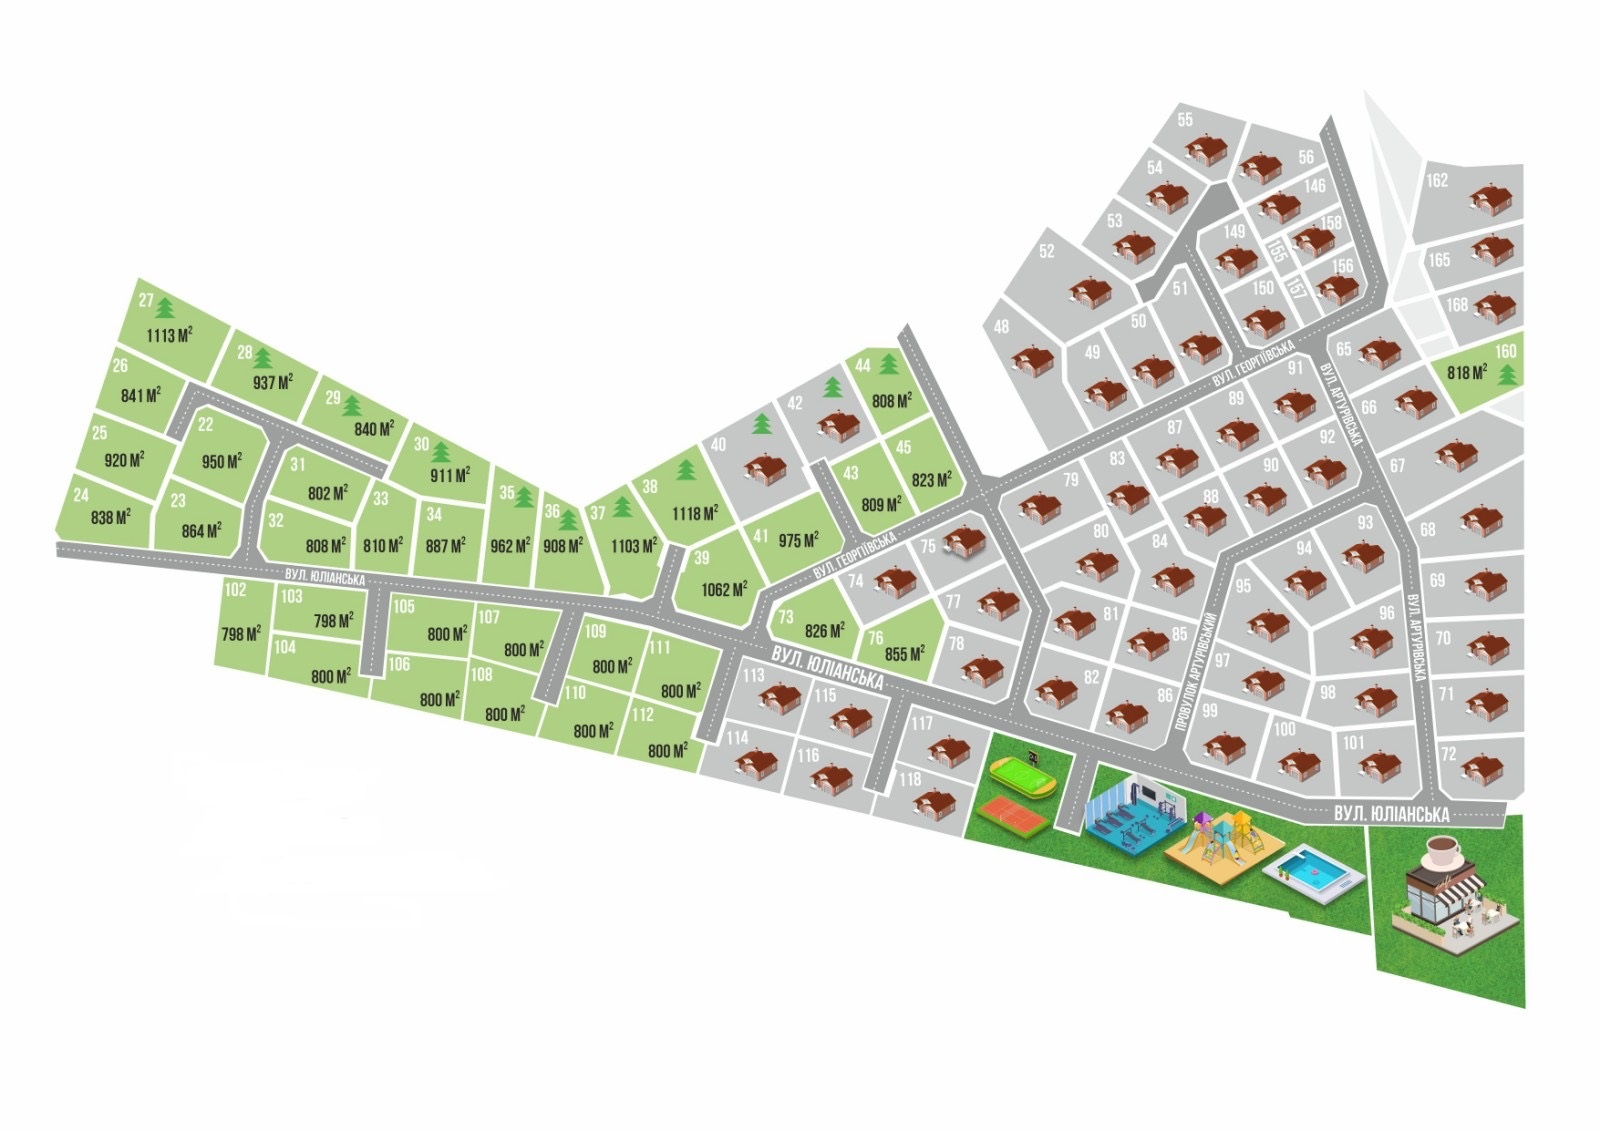 55
56
54
146
162
53
149
158
52
155
165
156
51
150
157
27
1113 М²
168
50
48
28
937 М²
49
65
160
818 М²
44
808 М²
91
26
841 М²
29
840 М²
42
89
66
ВУЛ. ГЕОРГІЇВСЬКА
ВУЛ. АРТУРІВСЬКА
25
920 М²
22
950 М²
30
911 М²
40
45
823 М²
87
92
31
802 М²
43
809 М²
83
90
67
24
838 М²
23
864 М²
33
810 М²
35
962 М²
38
1118 М²
79
88
32
808 М²
34
887 М²
36
908 М²
37
1103 М²
41
975 М²
ВУЛ. ГЕОРГІЇВСЬКА
75
80
84
94
93
68
39
1062 М²
74
95
69
ВУЛ. ЮЛІАНСЬКА
102
798 М²
103
798 М²
105
800 М²
107
800 М²
109
800 М²
111
800 М²
73
826 М²
76
855 М²
77
78
81
85
96
70
ПРОВУЛОК АРТУРІВСЬКИЙ
ВУЛ. АРТУРІВСЬКА
104
800 М²
106
800 М²
108
800 М²
110
800 М²
112
800 М²
ВУЛ. ЮЛІАНСЬКА
113
115
82
86
97
98
71
114
116
117
118
99
100
101
72
ВУЛ. ЮЛІАНСЬКА